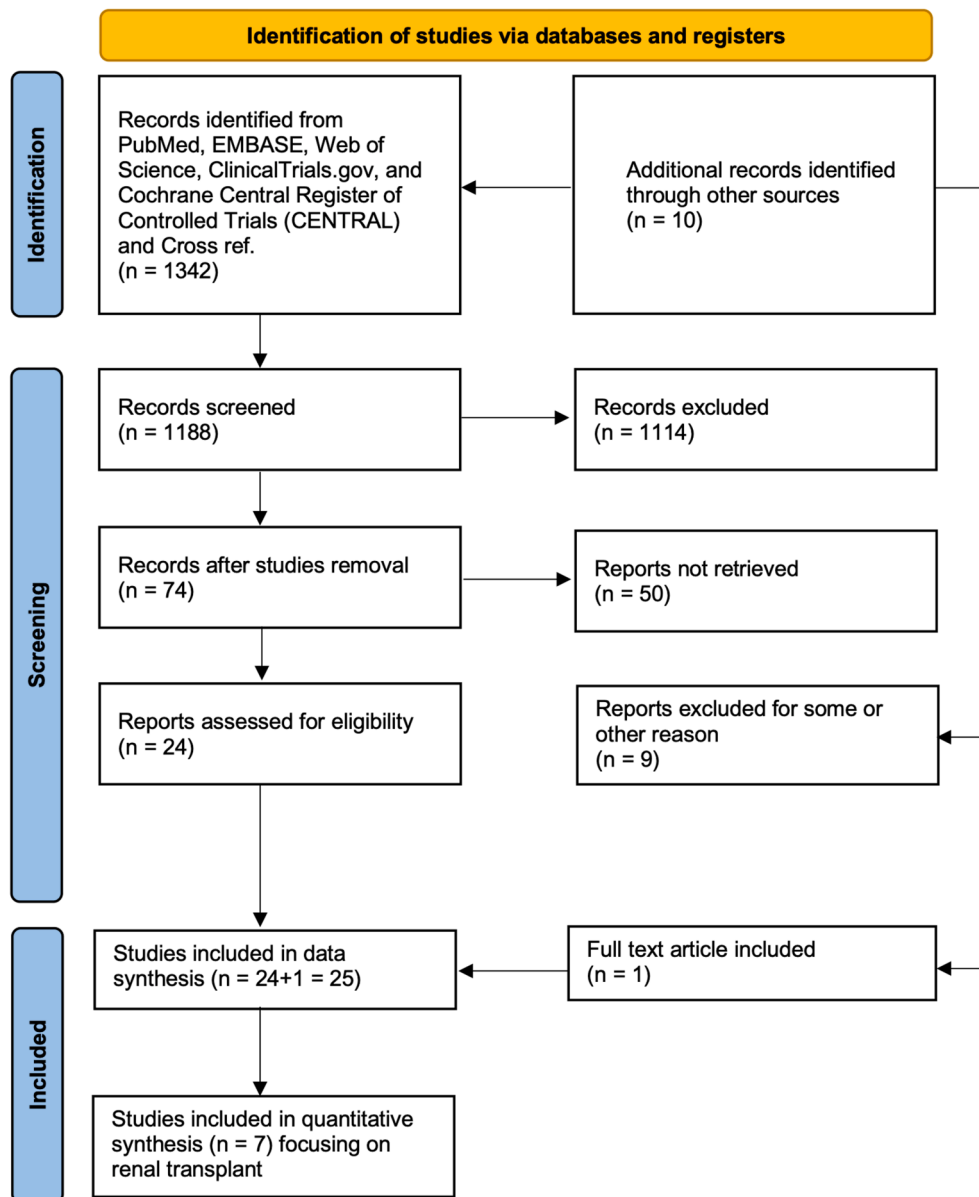 Identification of studies via databases and registers
Identification
Records identified from
PubMed, EMBASE, Web
of Science, ClinicalTrials.gov, and
Cochrane Central Register of
Controlled Trials (CENTRAL)
and Cross ref.
(n = 1342)
Additional records identified
through other sources
(n = 10)
Screening
Records screened
(n = 1188)
Records excluded
(n = 1114)
Records after studies removal
(n = 74)
Reports not retrieved
(n = 50)
Reports assessed for eligibility
(n = 24)
Reports excluded for some or
other reason
(n = 9)
Included
Studies included in data
synthesis (n = 24+1 = 25)
Full text article included
(n = 1)
Studies included in quantitative
synthesis (n = 7) focusing on
renal transplant